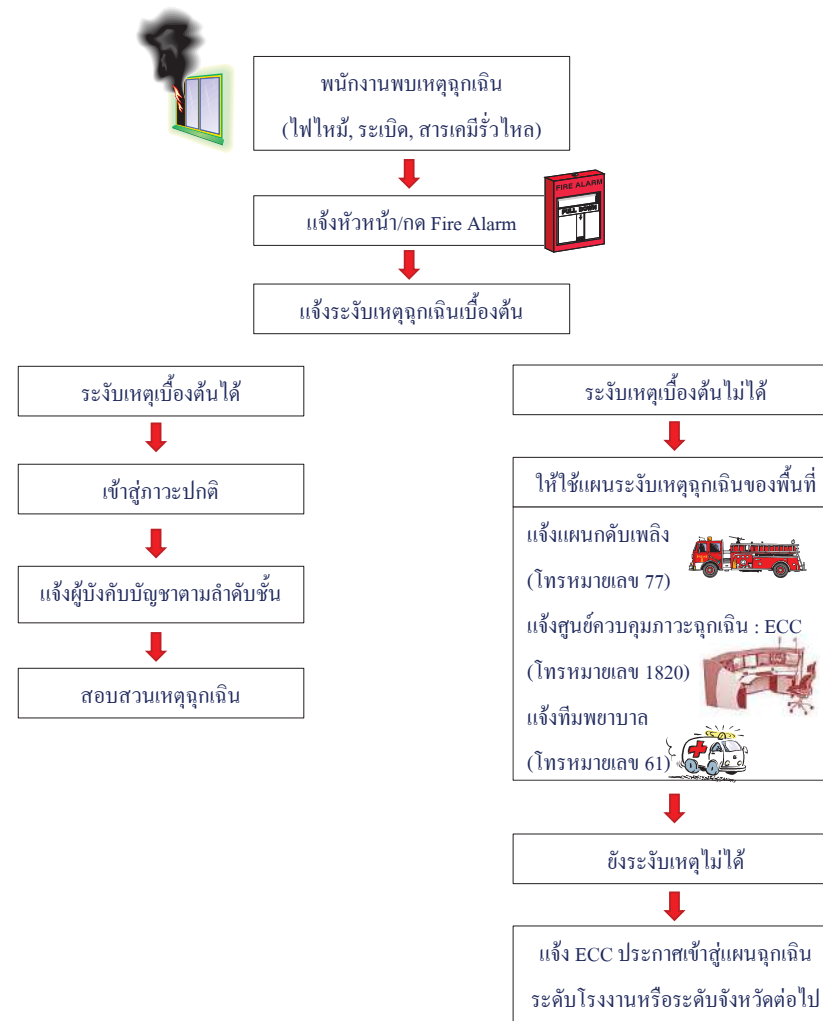 พนักงานพบเหตุฉุกเฉิน
(ไฟไหม้, ระเบิด, สารเคมีรั่วไหล)
FIRE ALARM
PULL DOWN
แจ้งหัวหน้า/กด Fire Alarm
แจ้งระงับเหตุฉุกเฉินเบื้องต้น
ระงับเหตุเบื้องต้นได้
เข้าสู่ภาวะปกติ
แจ้งผู้บังคับบัญชาตามลำดับชั้น
สอบสวนเหตุฉุกเฉิน
ระงับเหตุเบื้องต้นไม่ได้
ให้ใช้แผนระงับเหตุฉุกเฉินของพื้นที่
แจ้งแผนกดับเพลิง
(โทรหมายเลข 77)
แจ้งศูนย์ควบคุมภาวะฉุกเฉิน : ECC
(โทรหมายเลข 1820)
แจ้งทีมพยาบาล
(โทรหมายเลข 61)
ยังระงับเหตุไม่ได้
แจ้ง ECC ประกาศเข้าสู่แผนฉุกเฉิน
ระดับโรงงานหรือระดับจังหวัดต่อไป